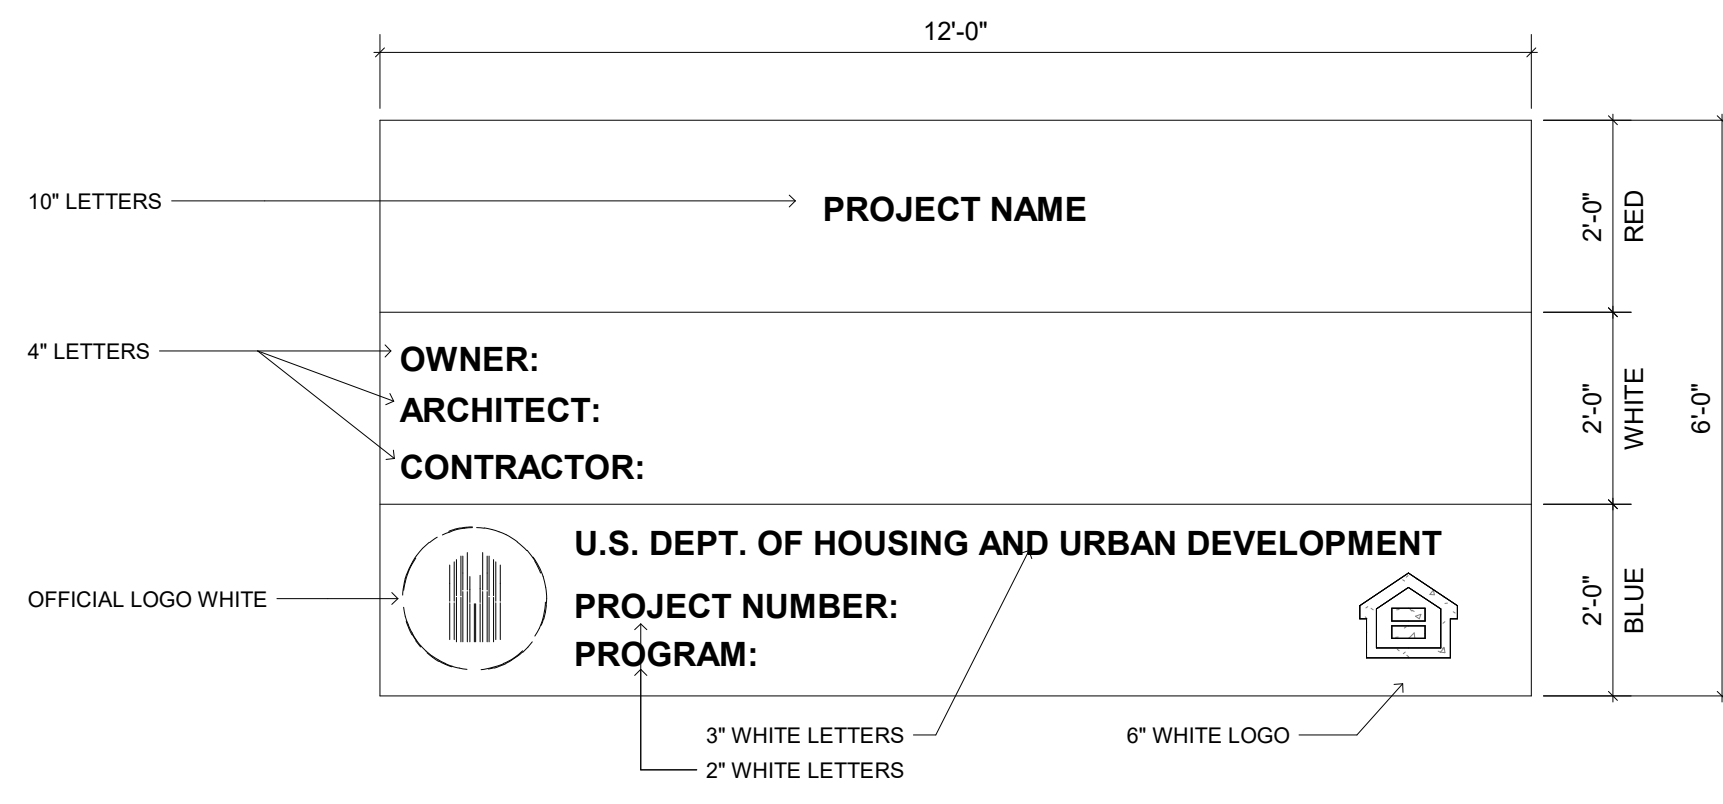 12'-0"
10" LETTERS
PROJECT NAME
2'-0"
RED
4" LETTERS
OWNER:
ARCHITECT:
CONTRACTOR:
2'-0"
WHITE
6'-0"
U.S. DEPT. OF HOUSING AND URBAN DEVELOPMENT
OFFICIAL LOGO WHITE
PROJECT NUMBER:
PROGRAM:
2'-0"
BLUE
3" WHITE LETTERS
6" WHITE LOGO
2" WHITE LETTERS